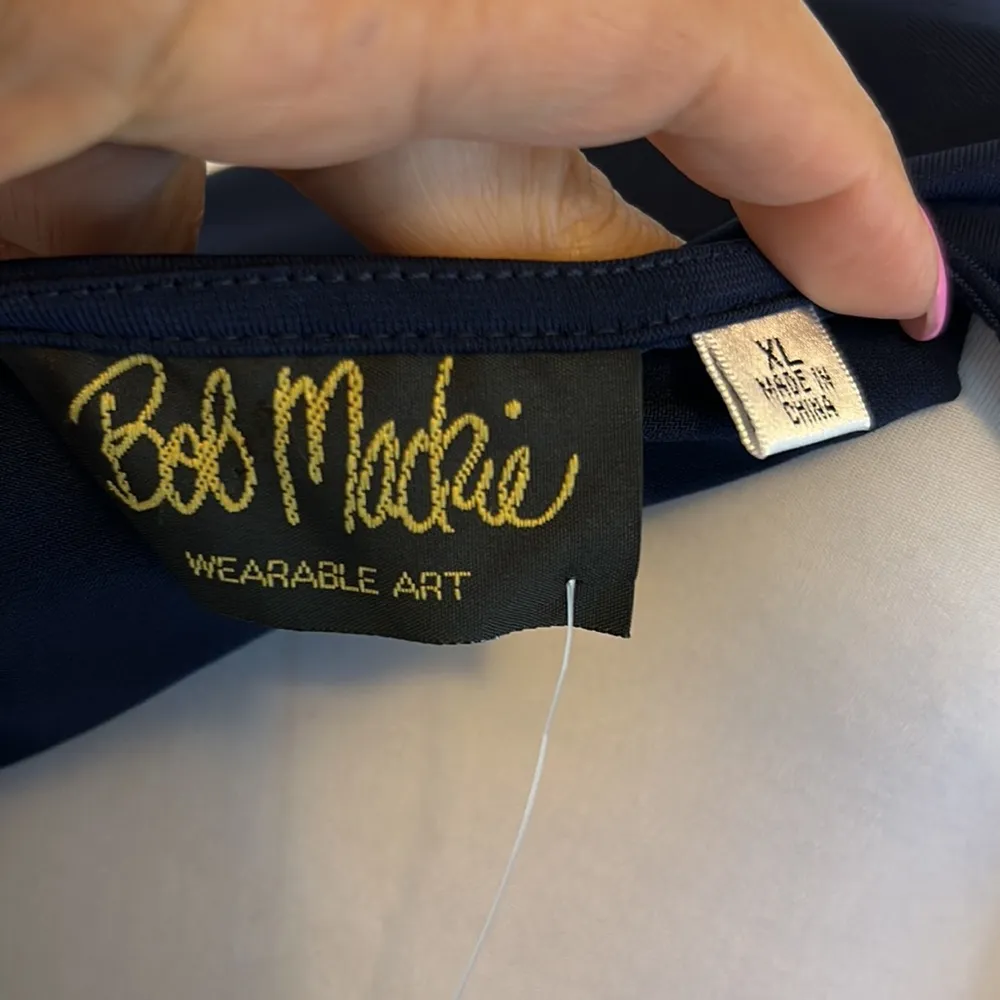 Bob Mackie
WEARABLE ART
XL
MADE IN
CHINA